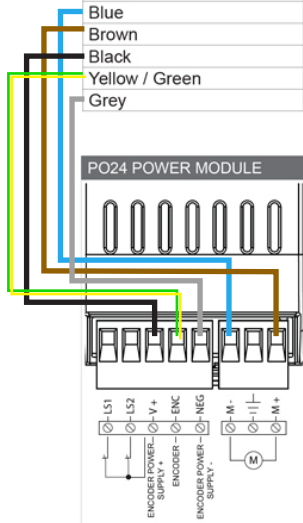 Blue
Brown
Black
Yellow / Green
Grey
PO24 POWER MODULE
LS1
LS2
V +
ENC
NEG
M -
M +
ENCODER POWER
SUPPLY +
ENCODER
ENCODER POWER
SUPPLY -
M